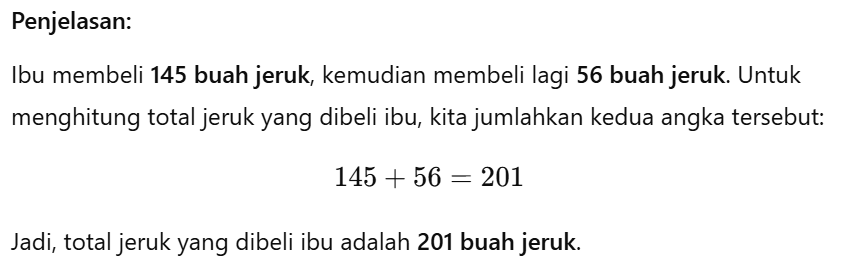 Penjelasan:
Ibu membeli 145 buah jeruk, kemudian membeli lagi 56 buah jeruk. Untuk
menghitung total jeruk yang dibeli ibu, kita jumlahkan kedua angka tersebut:
145 + 56 = 201
Jadi, total jeruk yang dibeli ibu adalah 201 buah jeruk.